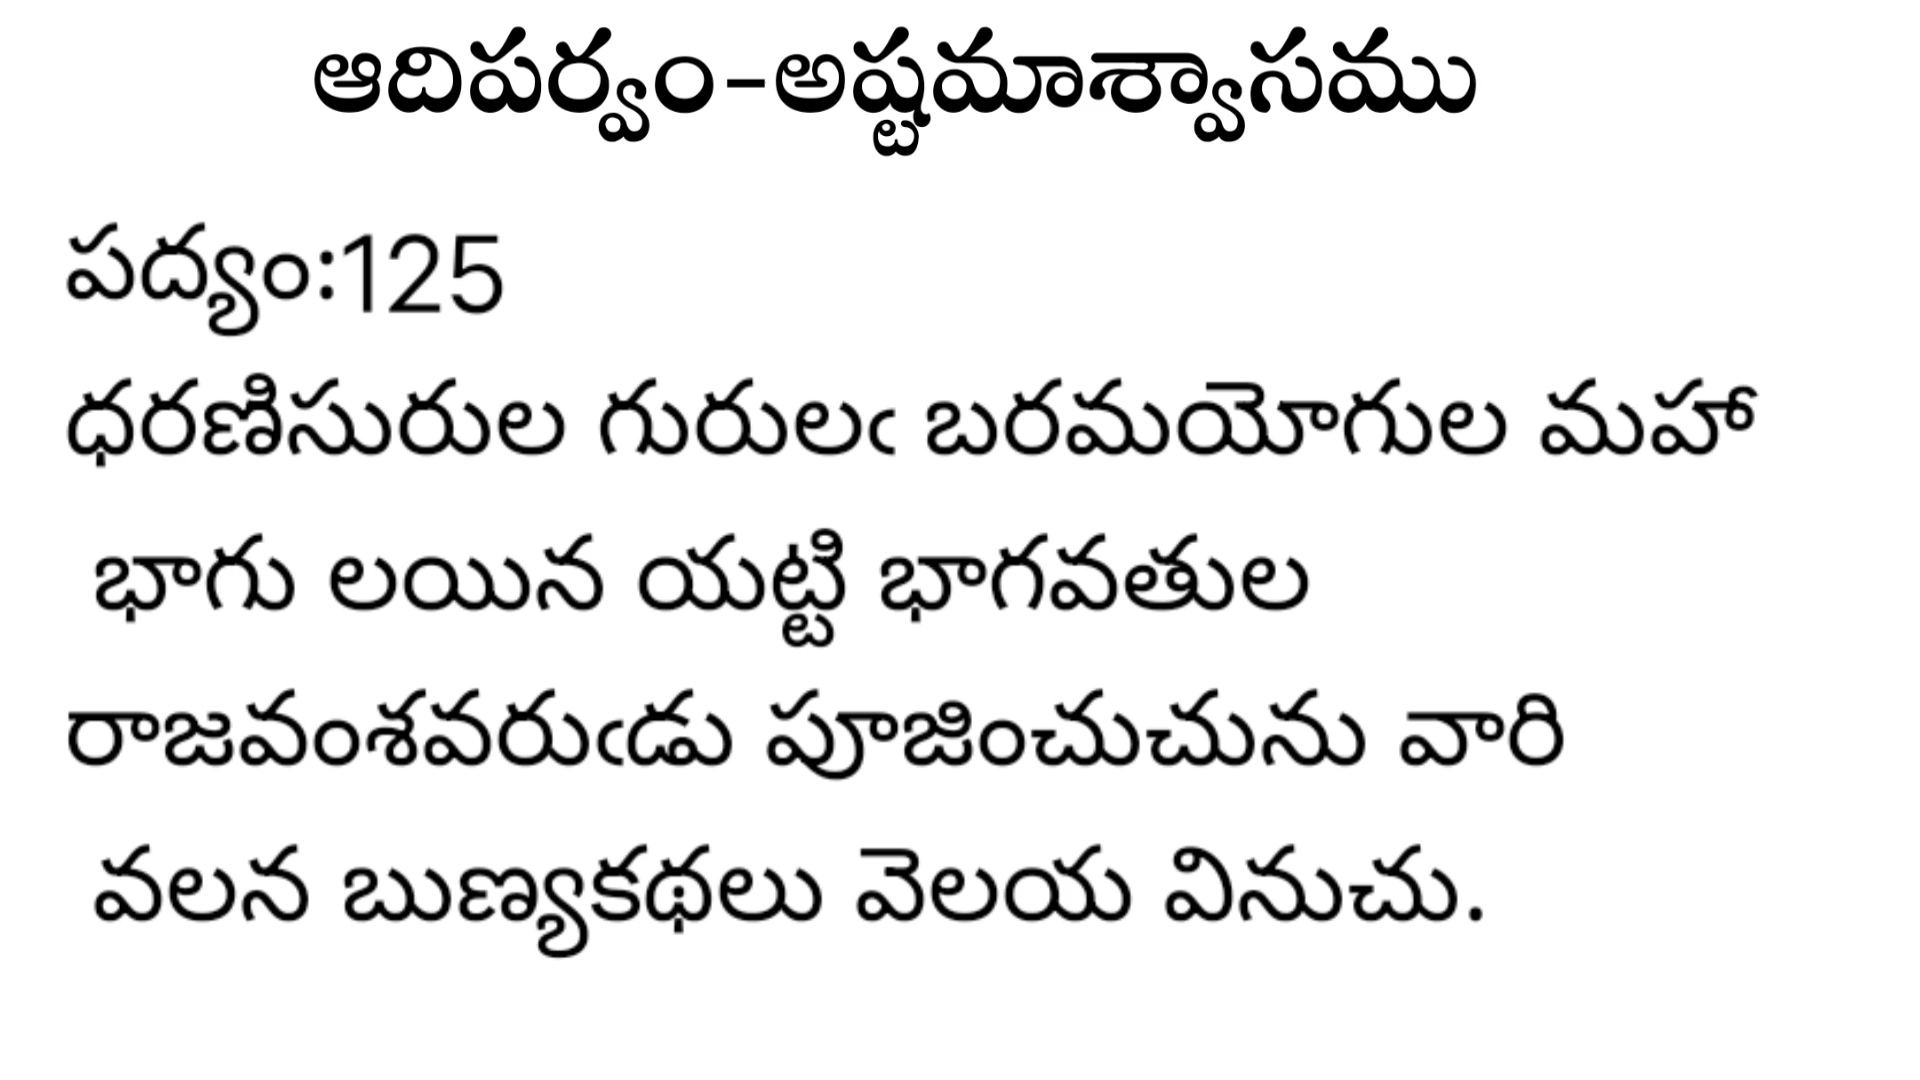 ఆదిపర్వం-అష్టమాశ్వాసము
పద్యం:125
ధరణిసురుల గురులఁ బరమయోగుల మహా
భాగు లయిన యట్టి భాగవతుల
రాజవంశవరుఁడు పూజించుచును వారి
వలన బుణ్యకథలు వెలయ వినుచు.